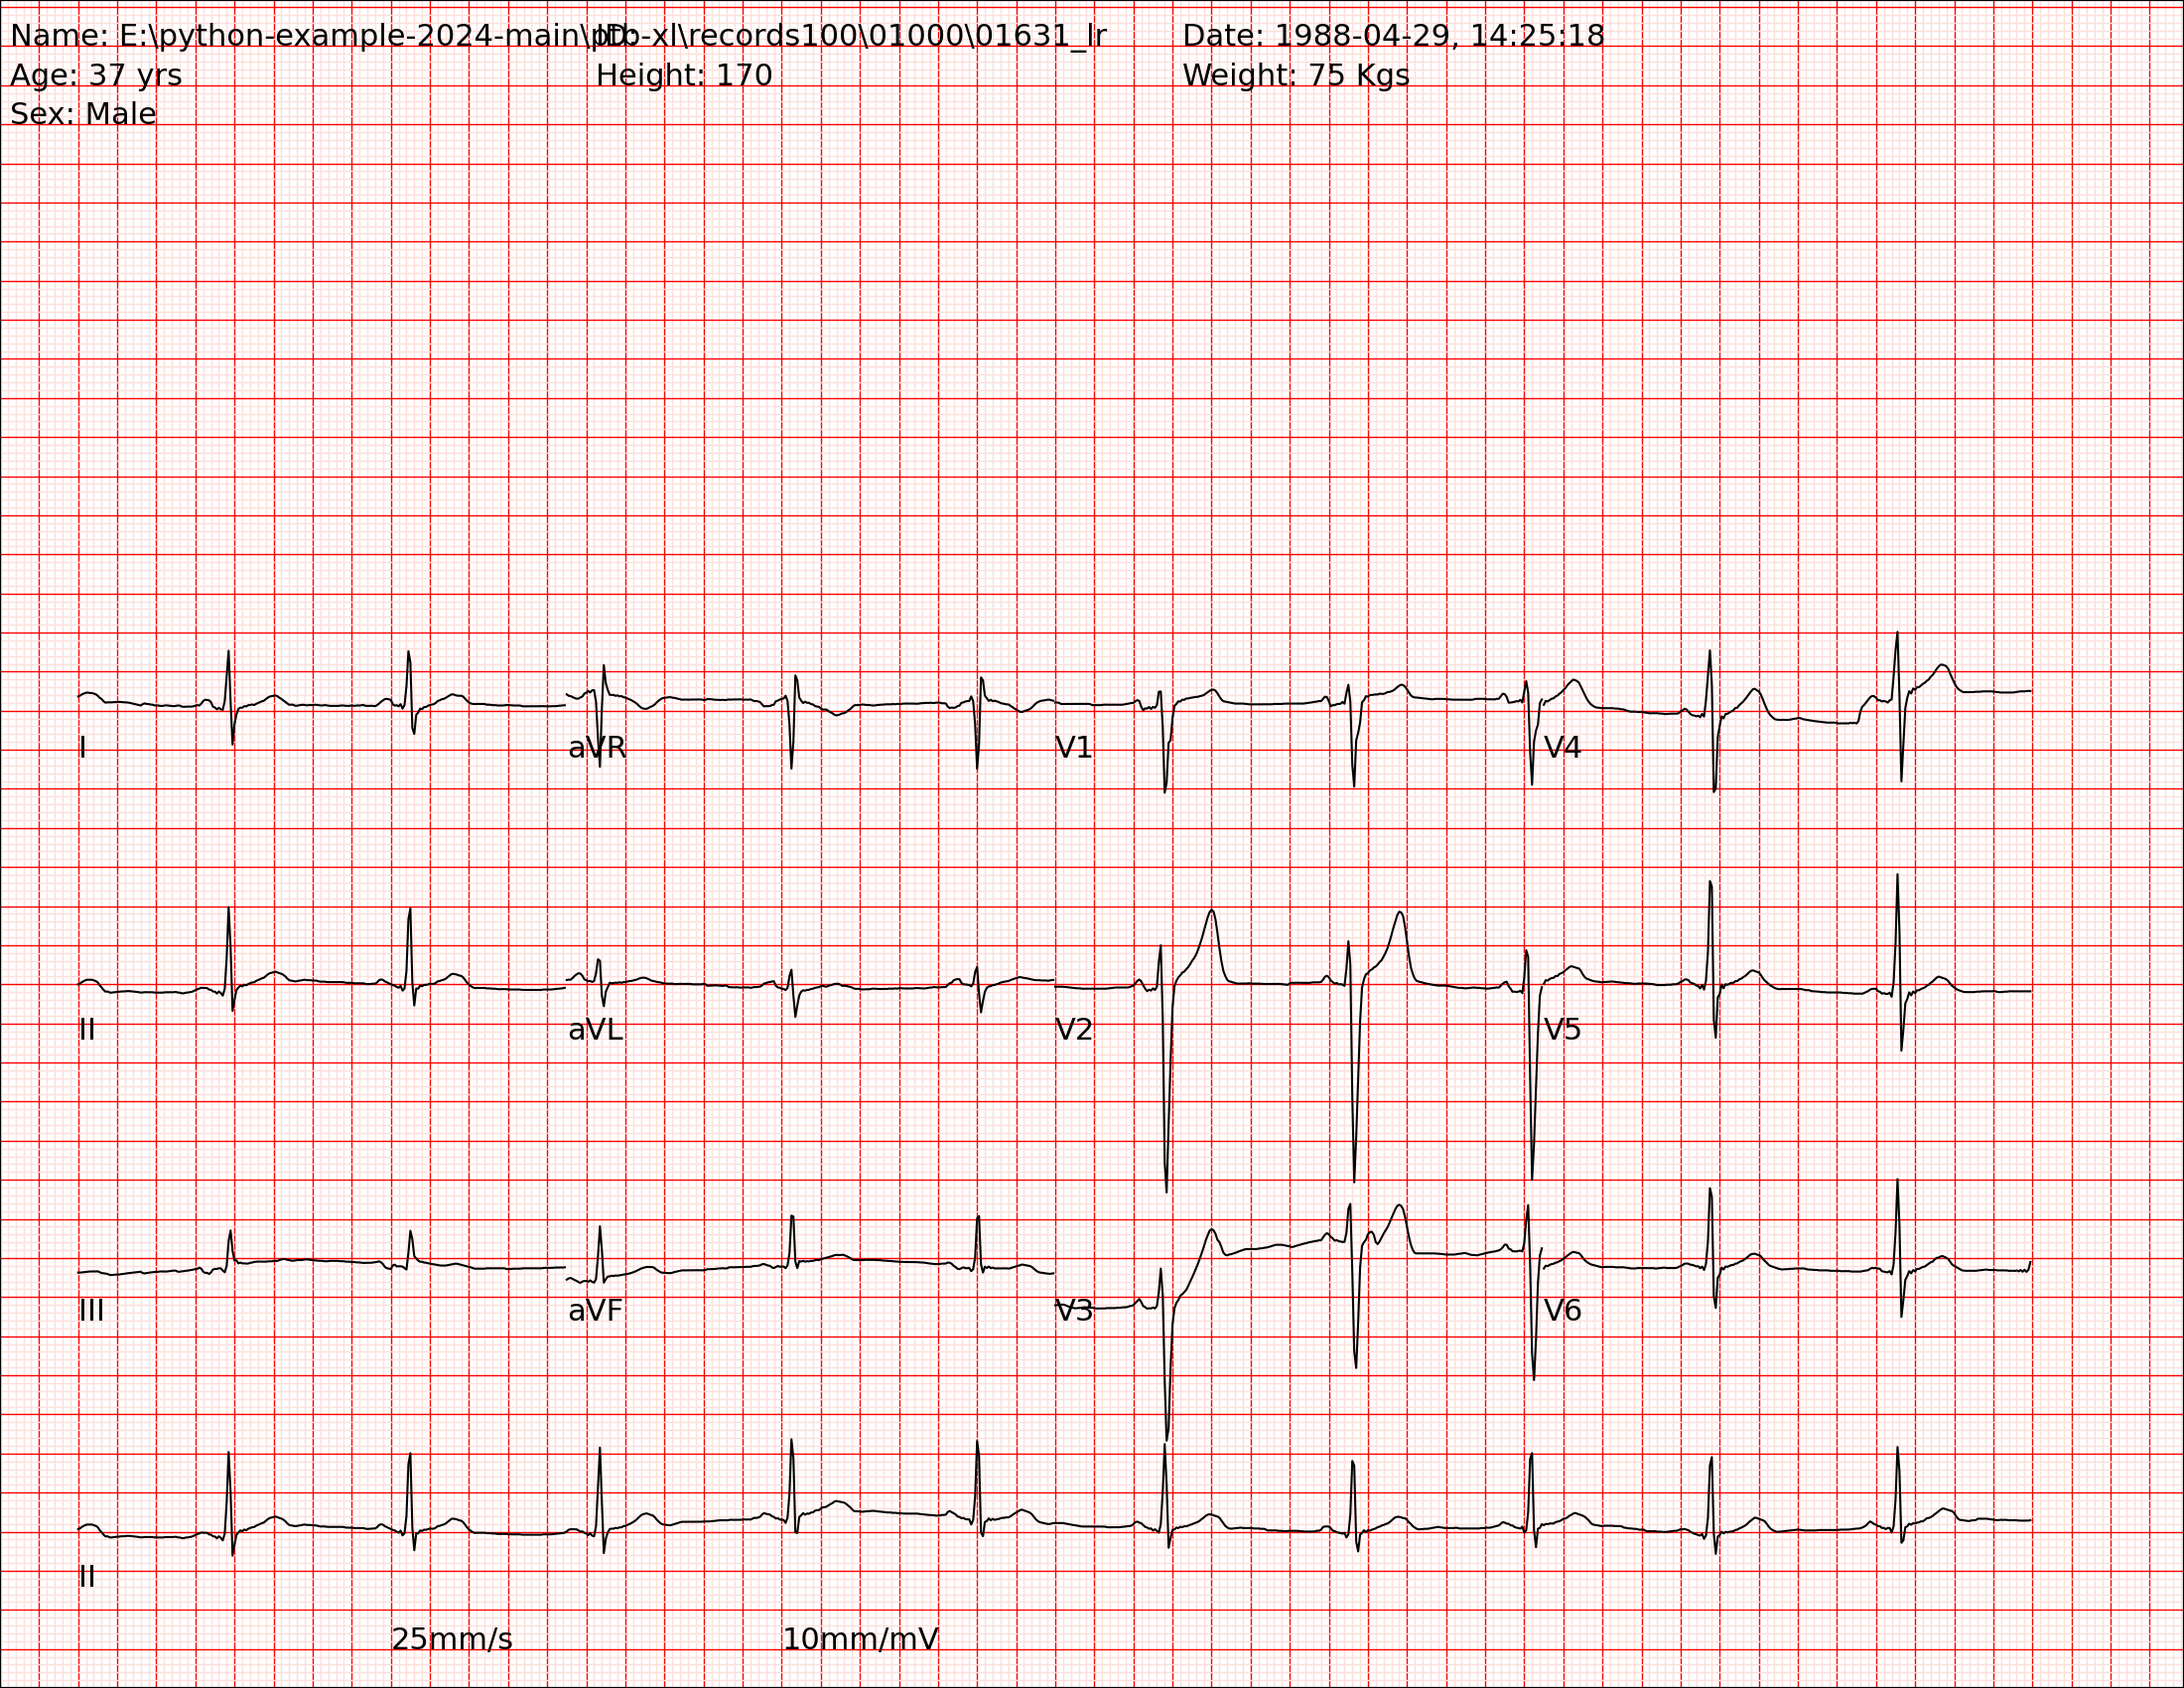 Name: E:\python-example-2024-main\ptb-xl\records100\01000\01631_lr ID: Date: 1988-04-29, 14:25:18
Age: 37 yrs Height: 170 Weight: 75 Kgs
Sex: Male
I aVR V1 V4
II aVL V2 V5
III aVF V3 V6
II
25mm/s 10mm/mV